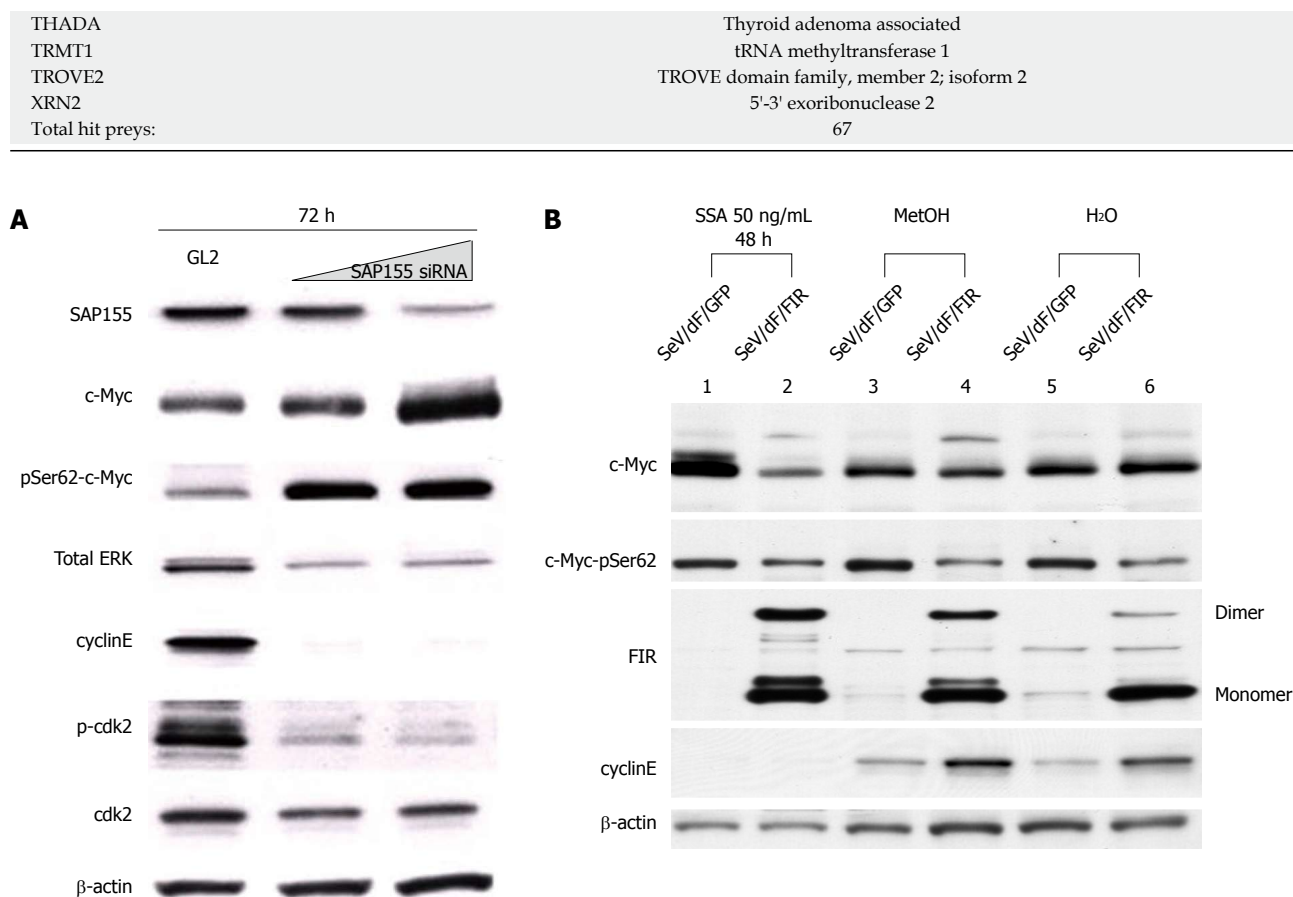 THADA Thyroid adenoma associated
TRMT1 tRNA methyltransferase 1
TROVE2 TROVE domain family, member 2; isoform 2
XRN2 5'-3' exoribonuclease 2
Total hit preys: 67
A
72 h
GL2
SAP155 siRNA
SAP155
c-Myc
pSer62-c-Myc
Total ERK
cyclinE
p-cdk2
cdk2
β-actin
B
SSA 50 ng/mL MetOH H2O
48 h
SeV/dF/GFP SeV/dF/FIR SeV/dF/GFP SeV/dF/FIR SeV/dF/GFP SeV/dF/FIR
1 2 3 4 5 6
c-Myc
c-Myc-pSer62
Dimer
FIR
Monomer
cyclinE
β-actin